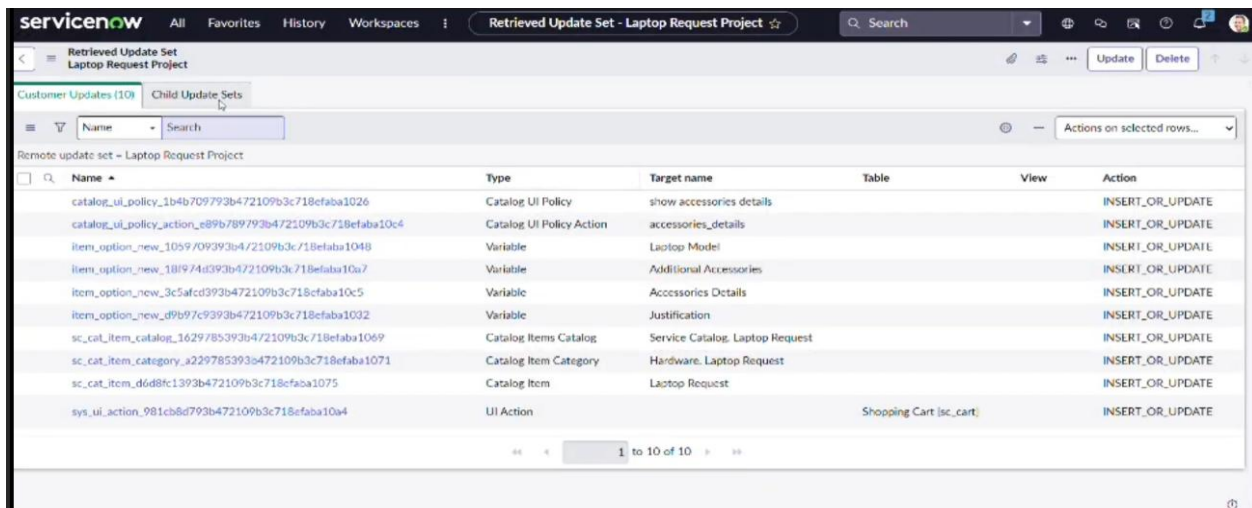 servicenow All Favorites History Workspaces Retrieved Update Set - Laptop Request Project Search 2
Retrieved Update Set
Laptop Request Project
Update Delete
Customer Updates (10) Child Update Sets
Name Search Actions on selected rows...
Remote update set = Laptop Request Project
Name Type Target name Table View Action
catalog_ui_policy_1b4b709793b472109b3c718efaba1026 Catalog UI Policy show accessories details INSERT_OR_UPDATE
catalog_ui_policy_action_e89b789793b472109b3c718efaba10c4 Catalog UI Policy Action accessories_details INSERT_OR_UPDATE
item_option_new_1059709393b472109b3c718efaba1048 Variable Laptop Model INSERT_OR_UPDATE
item_option_new_18f974d393b472109b3c718efaba10a7 Variable Additional Accessories INSERT_OR_UPDATE
item_option_new_3c5afcd393b472109b3c718efaba10c5 Variable Accessories Details INSERT_OR_UPDATE
item_option_new_d9b97c9393b472109b3c718efaba1032 Variable Justification INSERT_OR_UPDATE
sc_cat_item_catalog_1629785393b472109b3c718efaba1069 Catalog Items Catalog Service Catalog. Laptop Request INSERT_OR_UPDATE
sc_cat_item_category_a229785393b472109b3c718efaba1071 Catalog Item Category Hardware. Laptop Request INSERT_OR_UPDATE
sc_cat_item_d6d8fc1393b472109b3c718efaba1075 Catalog Item Laptop Request INSERT_OR_UPDATE
sys_ui_action_981cb8d793b472109b3c718efaba10a4 UI Action Shopping Cart [sc_cart] INSERT_OR_UPDATE
1 to 10 of 10